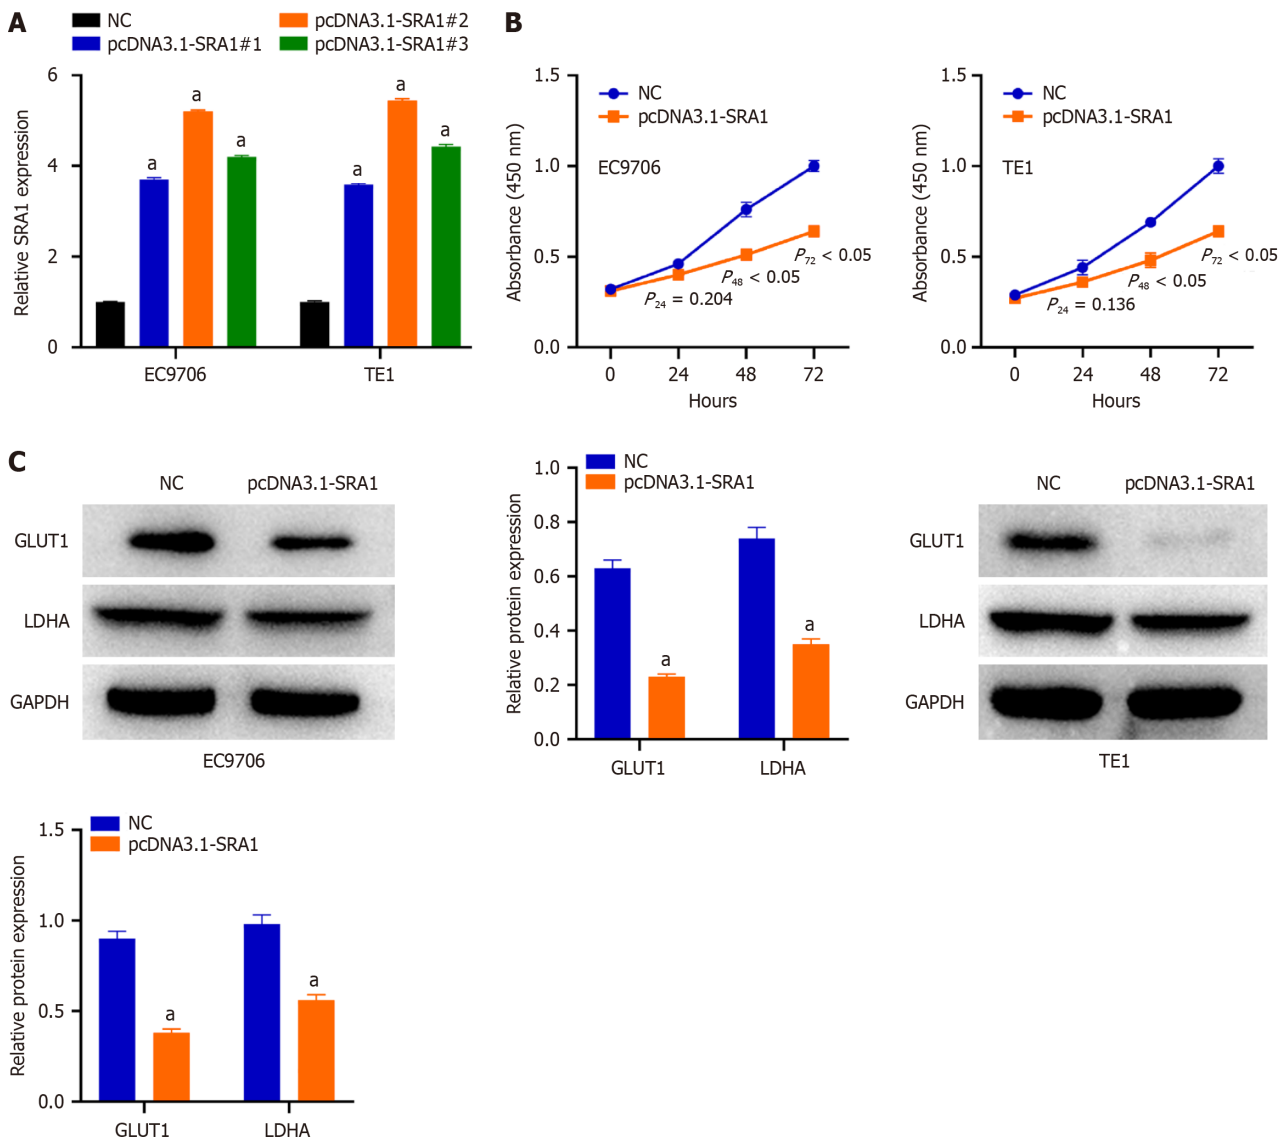 A
NC
pcDNA3.1-SRA1#1
pcDNA3.1-SRA1#2
pcDNA3.1-SRA1#3
Relative SRA1 expression
6
4
2
0
a
a
a
a
a
a
EC9706
TE1
B
Absorbance (450 nm)
1.5
1.0
0.5
0.0
NC
pcDNA3.1-SRA1
EC9706
P24 = 0.204
P48 < 0.05
P72 < 0.05
0 24 48 72
Hours
Absorbance (450 nm)
1.5
1.0
0.5
0.0
NC
pcDNA3.1-SRA1
TE1
P24 = 0.136
P48 < 0.05
P72 < 0.05
0 24 48 72
Hours
C
NC pcDNA3.1-SRA1
GLUT1
LDHA
GAPDH
EC9706
Relative protein expression
1.0
0.8
0.6
0.4
0.2
0.0
NC
pcDNA3.1-SRA1
a
a
GLUT1 LDHA
NC pcDNA3.1-SRA1
GLUT1
LDHA
GAPDH
TE1
Relative protein expression
1.5
1.0
0.5
0.0
NC
pcDNA3.1-SRA1
a
a
GLUT1 LDHA